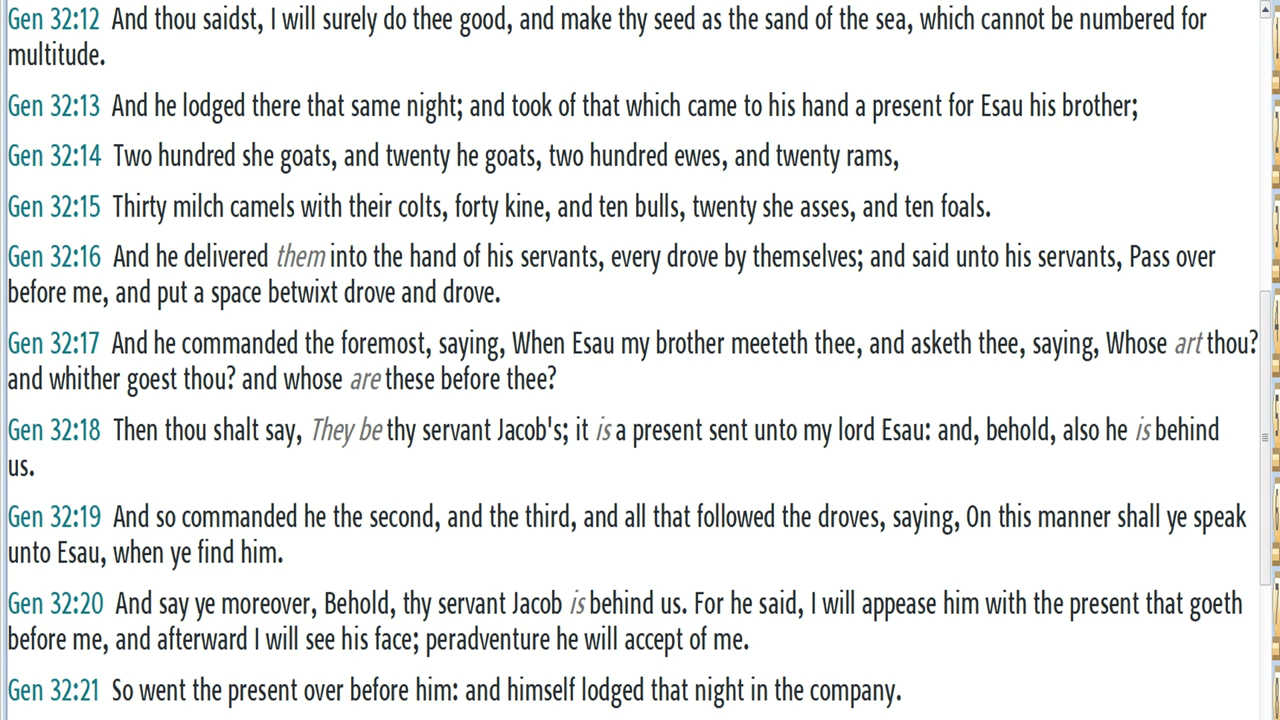 Gen 32:12 And thou saidst, I will surely do thee good, and make thy seed as the sand of the sea, which cannot be numbered for
multitude.
Gen 32:13 And he lodged there that same night; and took of that which came to his hand a present for Esau his brother;
Gen 32:14 Two hundred she goats, and twenty he goats, two hundred ewes, and twenty rams,
Gen 32:15 Thirty milch camels with their colts, forty kine, and ten bulls, twenty she asses, and ten foals.
Gen 32:16 And he delivered them into the hand of his servants, every drove by themselves; and said unto his servants, Pass over
before me, and put a space betwixt drove and drove.
Gen 32:17 And he commanded the foremost, saying, When Esau my brother meeteth thee, and asketh thee, saying, Whose art thou?
and whither goest thou? and whose are these before thee?
Gen 32:18 Then thou shalt say, They be thy servant Jacob's; it is a present sent unto my lord Esau: and, behold, also he is behind
us.
Gen 32:19 And so commanded he the second, and the third, and all that followed the droves, saying, On this manner shall ye speak
unto Esau, when ye find him.
Gen 32:20 And say ye moreover, Behold, thy servant Jacob is behind us. For he said, I will appease him with the present that goeth
before me, and afterward I will see his face; peradventure he will accept of me.
Gen 32:21 So went the present over before him: and himself lodged that night in the company.